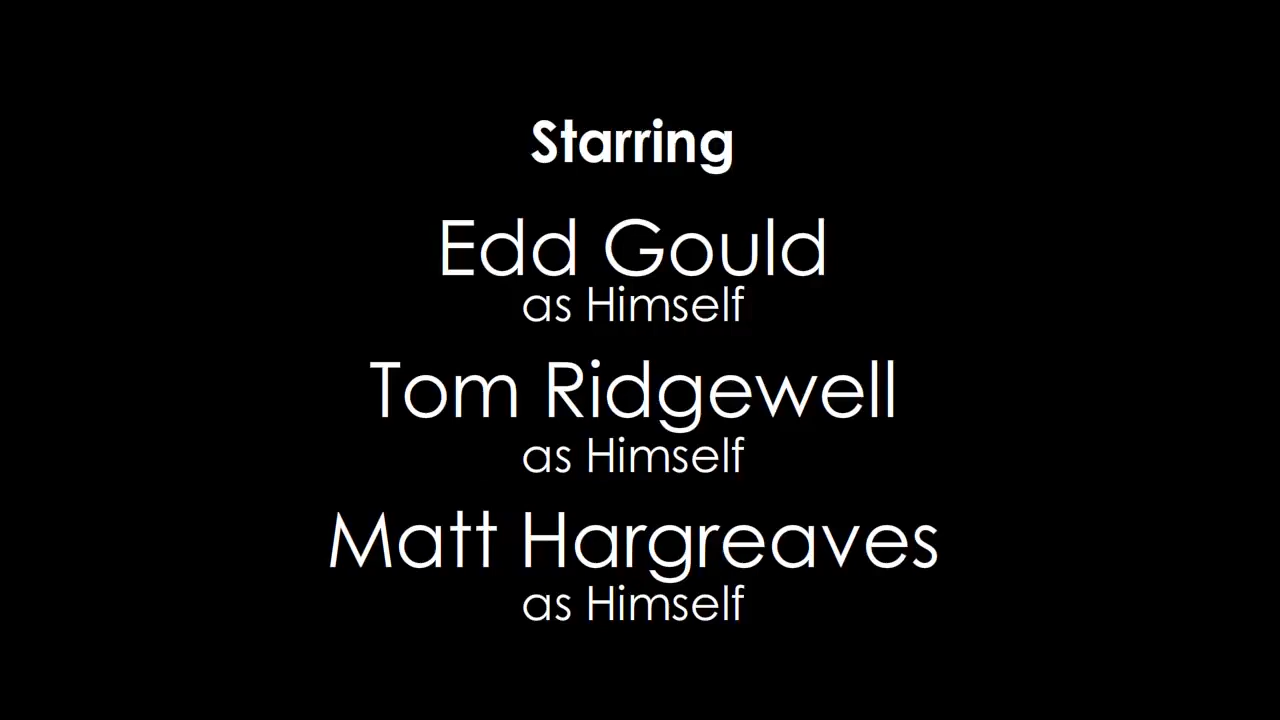 Starring
Edd Gould
as Himself
Tom Ridgewell
as Himself
Matt Hargreaves
as Himself